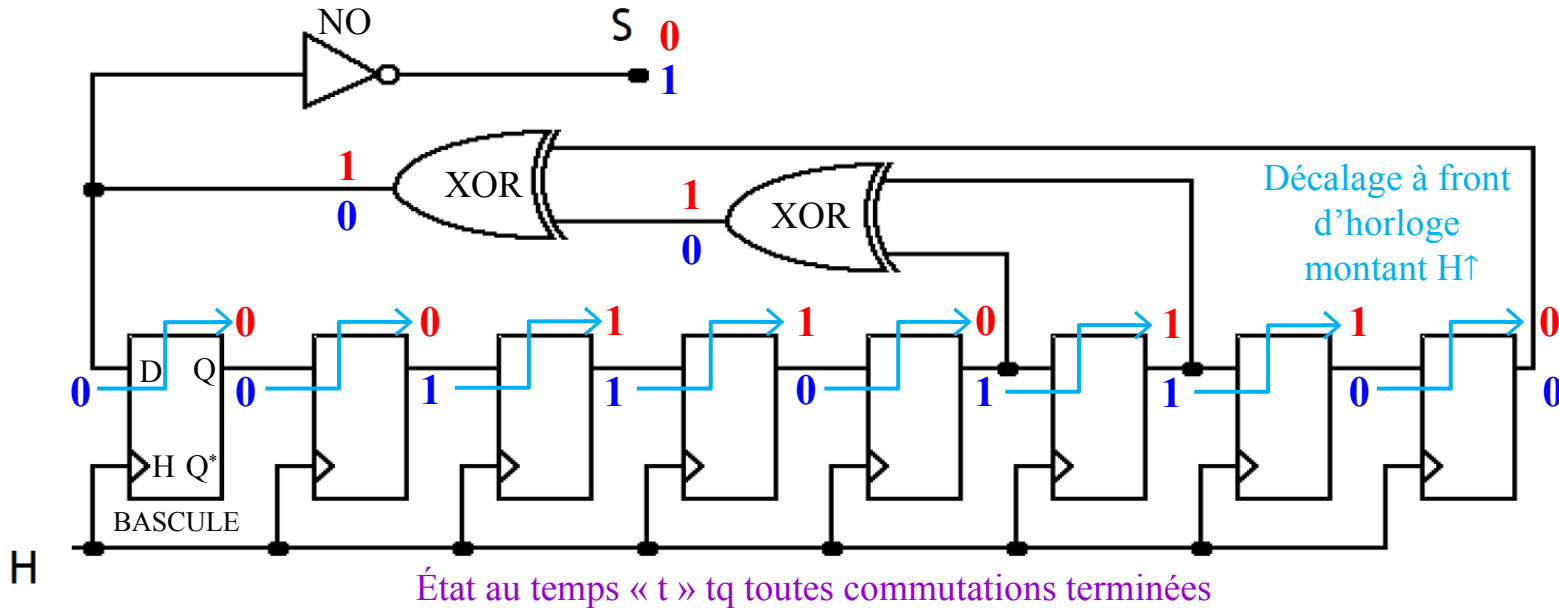 NO
S
0
1
1
XOR
0
1
XOR
0
Décalage à front
d’horloge
montant H↑
0 0 1 1 0 1 1 0
D Q
0 0 1 1 0 1 1 0 0
H Q*
BASCULE
H
État au temps « t » tq toutes commutations terminées